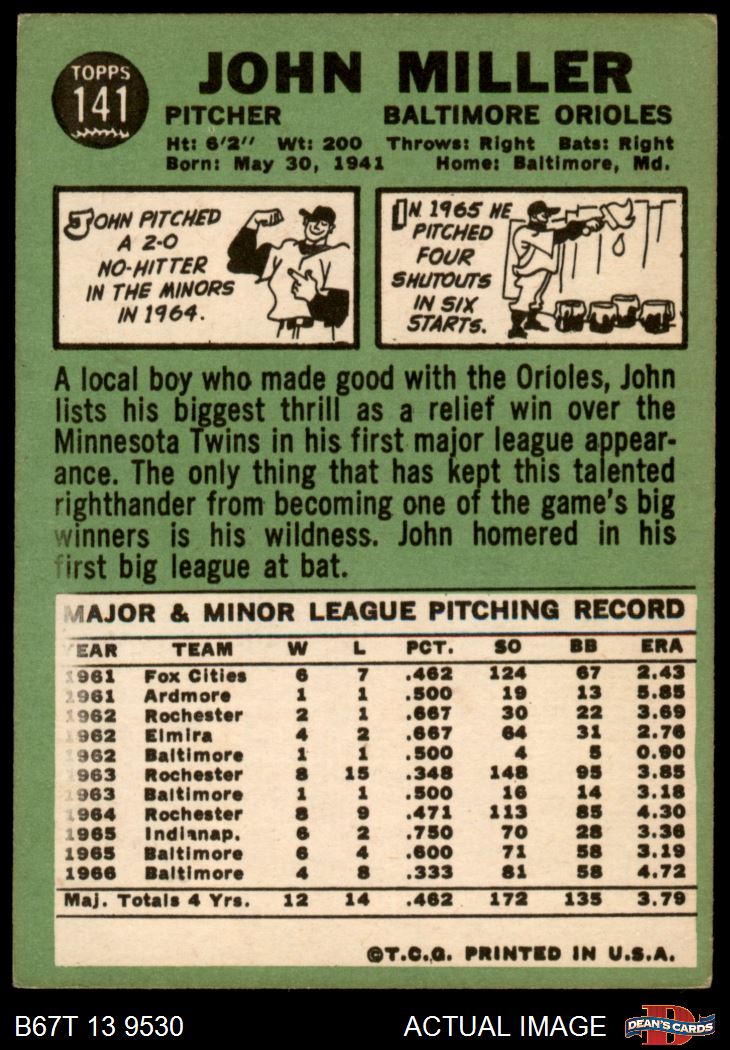 TOPPS
141
JOHN MILLER
PITCHER BALTIMORE ORIOLES
Ht: 6'2'' Wt: 200 Throws: Right Bats: Right
Born: May 30, 1941 Home: Baltimore, Md.
JOHN PITCHED
A 2-0
NO-HITTER
IN THE MINORS
IN 1964.
IN 1965 HE
PITCHED
FOUR
SHUTOUTS
IN SIX
STARTS.
A local boy who made good with the Orioles, John
lists his biggest thrill as a relief win over the
Minnesota Twins in his first major league appear-
ance. The only thing that has kept this talented
righthander from becoming one of the game's big
winners is his wildness. John homered in his
first big league at bat.
MAJOR & MINOR LEAGUE PITCHING RECORD
YEAR TEAM W L PCT. SO BB ERA
1961 Fox Cities 6 7 .462 124 67 2.43
1961 Ardmore 1 1 .500 19 13 5.85
1962 Rochester 2 1 .667 30 22 3.69
1962 Elmira 4 2 .667 64 31 2.76
1962 Baltimore 1 1 .500 4 5 0.90
1963 Rochester 8 15 .348 148 95 3.85
1963 Baltimore 1 1 .500 16 14 3.18
1964 Rochester 8 9 .471 113 85 4.30
1965 Indianap. 6 2 .750 70 28 3.36
1965 Baltimore 6 4 .600 71 58 3.19
1966 Baltimore 4 8 .333 81 58 4.72
Maj. Totals 4 Yrs. 12 14 .462 172 135 3.79
©T.C.G. PRINTED IN U.S.A.
B67T 13 9530 ACTUAL IMAGE
DEAN'S CARDS